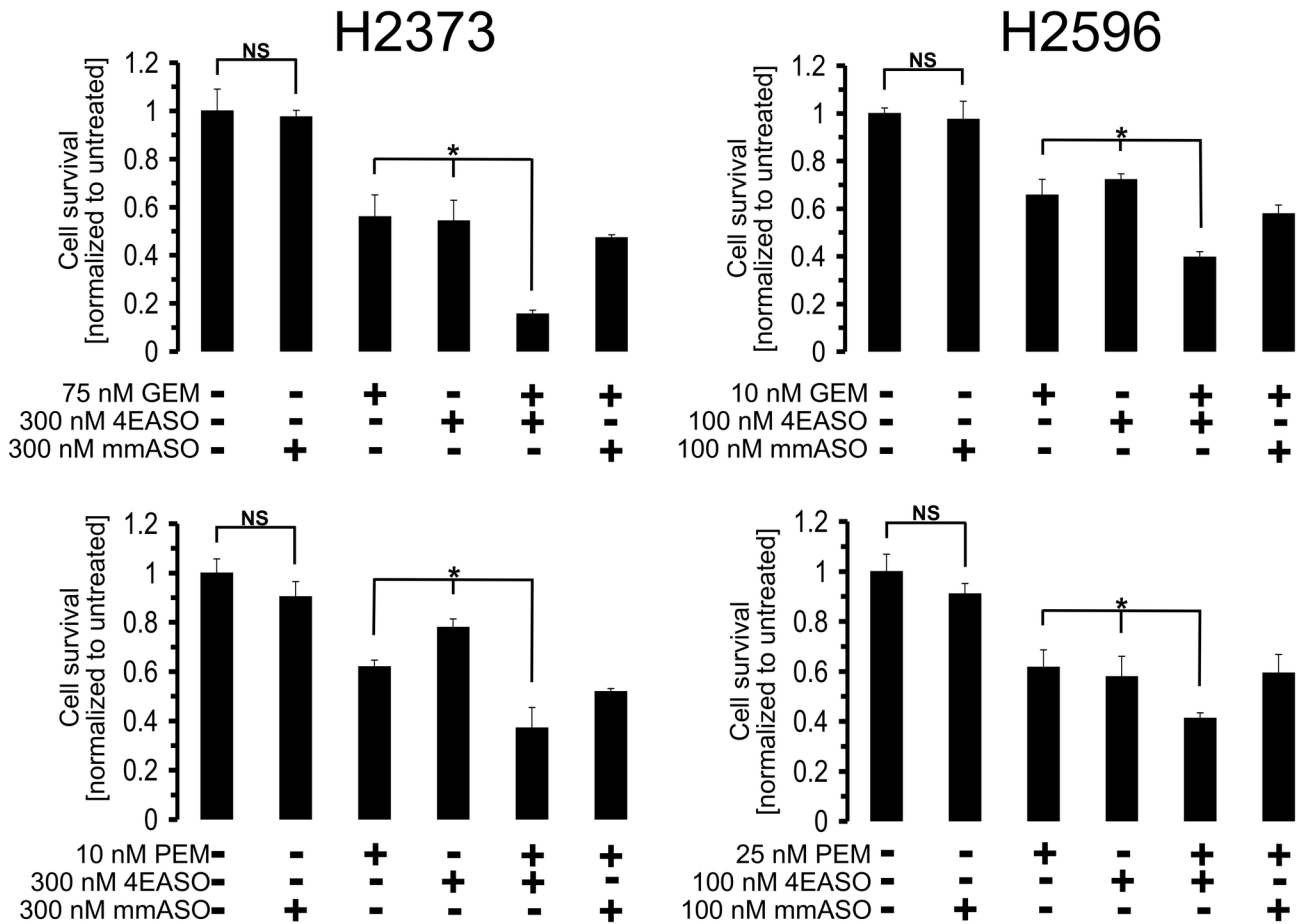 H2373
H2596
NS
*
1.2
1
0.8
0.6
0.4
0.2
0
Cell survival
[normalized to untreated]
75 nM GEM - - + - + +
300 nM 4EASO - - - + + -
300 nM mmASO - + - - - +
NS
*
1.2
1
0.8
0.6
0.4
0.2
0
Cell survival
[normalized to untreated]
10 nM GEM - - + - + +
100 nM 4EASO - - - + + -
100 nM mmASO - + - - - +
NS
*
1.2
1
0.8
0.6
0.4
0.2
0
Cell survival
[normalized to untreated]
10 nM PEM - - + - + +
300 nM 4EASO - - - + + -
300 nM mmASO - + - - - +
NS
*
1.2
1
0.8
0.6
0.4
0.2
0
Cell survival
[normalized to untreated]
25 nM PEM - - + - + +
100 nM 4EASO - - - + + -
100 nM mmASO - + - - - +